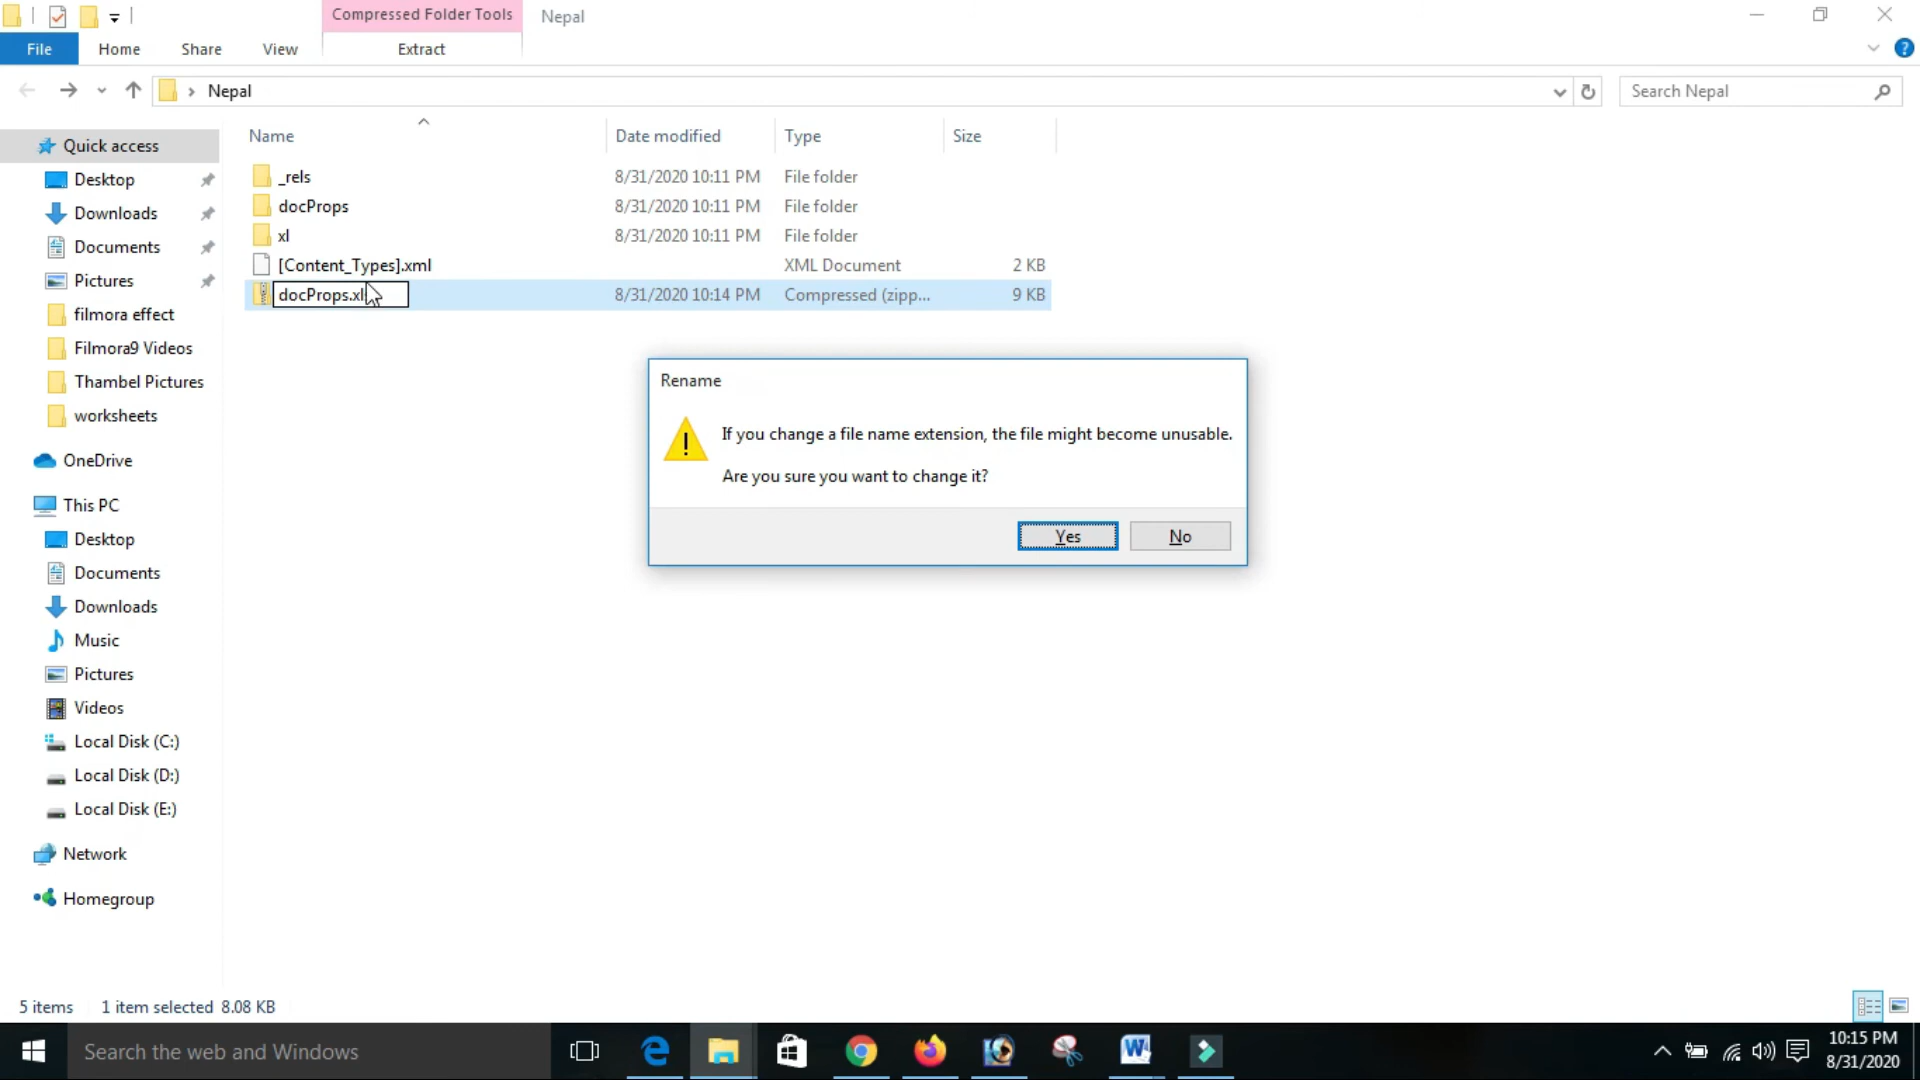 Compressed Folder Tools
Nepal
File
Home
Share
View
Extract
Nepal
Search Nepal
Name
Date modified
Type
Size
Quick access
Desktop
Downloads
Documents
Pictures
filmora effect
Filmora9 Videos
Thambel Pictures
worksheets
OneDrive
This PC
Desktop
Documents
Downloads
Music
Pictures
Videos
Local Disk (C:)
Local Disk (D:)
Local Disk (E:)
Network
Homegroup
_rels 8/31/2020 10:11 PM File folder
docProps 8/31/2020 10:11 PM File folder
xl 8/31/2020 10:11 PM File folder
[Content_Types].xml XML Document 2 KB
8/31/2020 10:14 PM Compressed (zipp... 9 KB
Rename
If you change a file name extension, the file might become unusable.
Are you sure you want to change it?
Yes
No
5 items 1 item selected 8.08 KB
Search the web and Windows
10:15 PM
8/31/2020